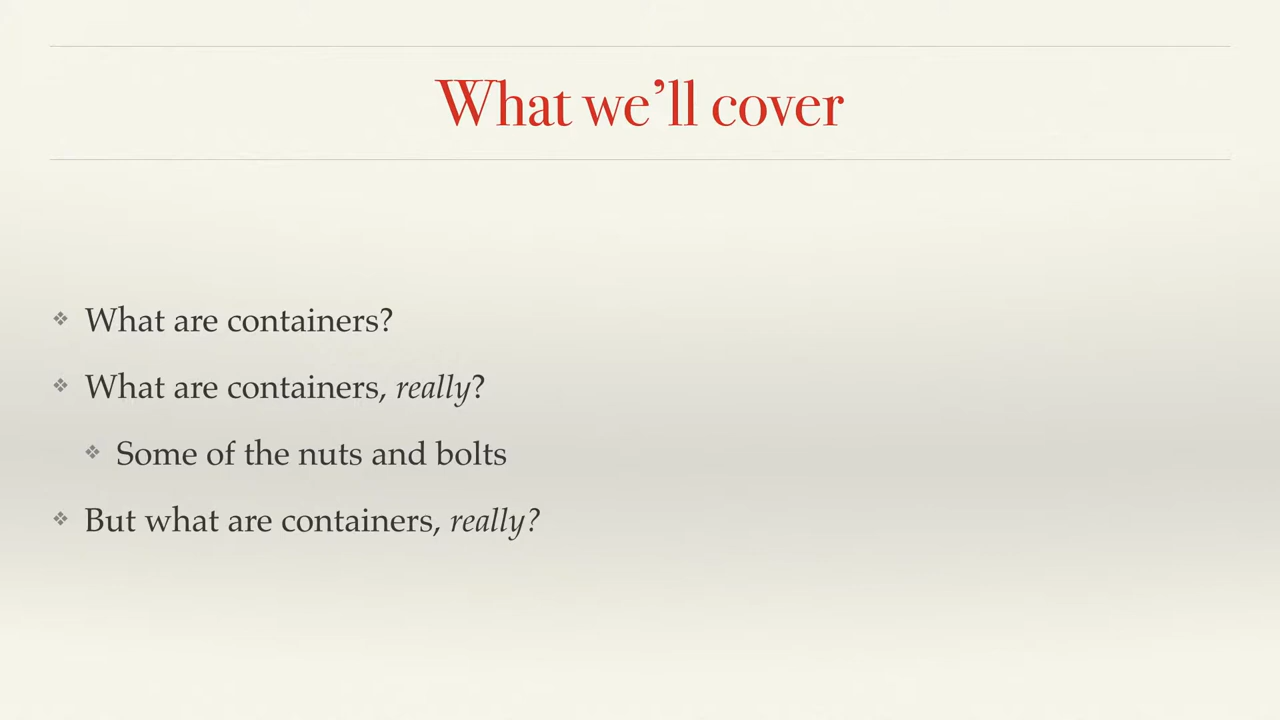 What we’ll cover
❖ What are containers?
❖ What are containers, really?
❖ Some of the nuts and bolts
❖ But what are containers, really?